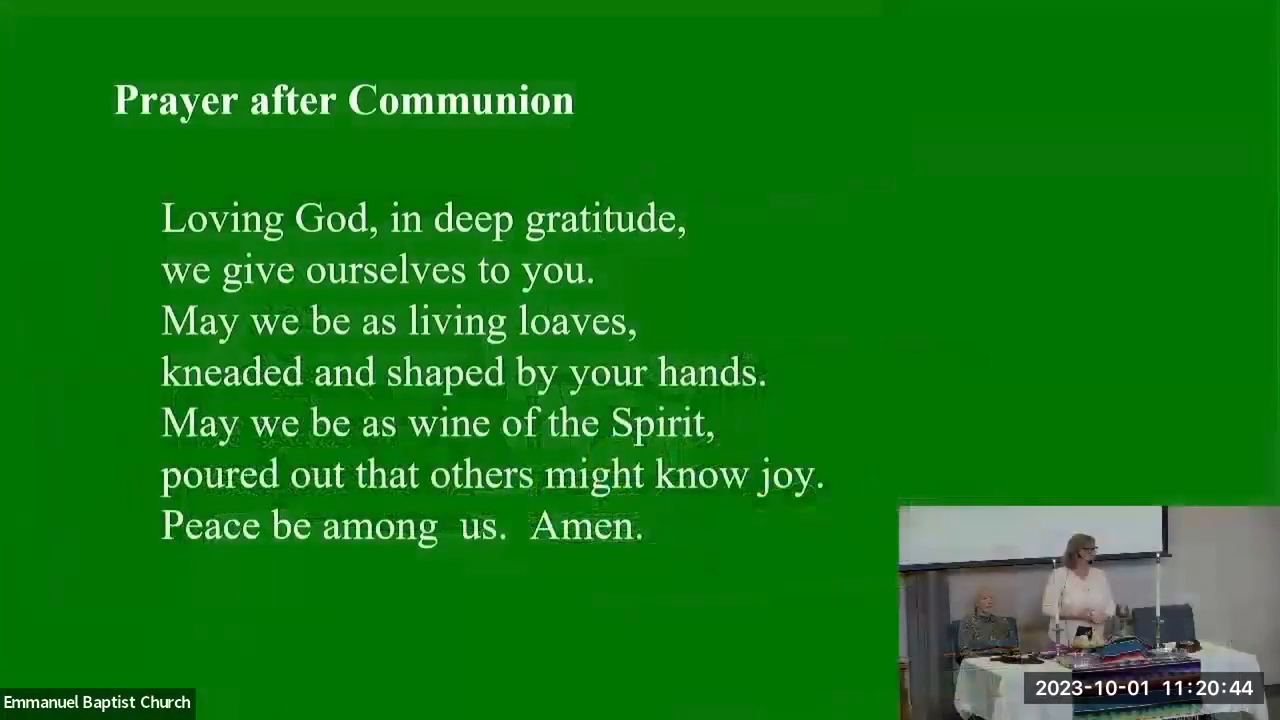 Prayer after Communion
Loving God, in deep gratitude,
we give ourselves to you.
May we be as living loaves,
kneaded and shaped by your hands.
May we be as wine of the Spirit,
poured out that others might know joy.
Peace be among us. Amen.
Emmanuel Baptist Church
2023-10-01 11:20:44